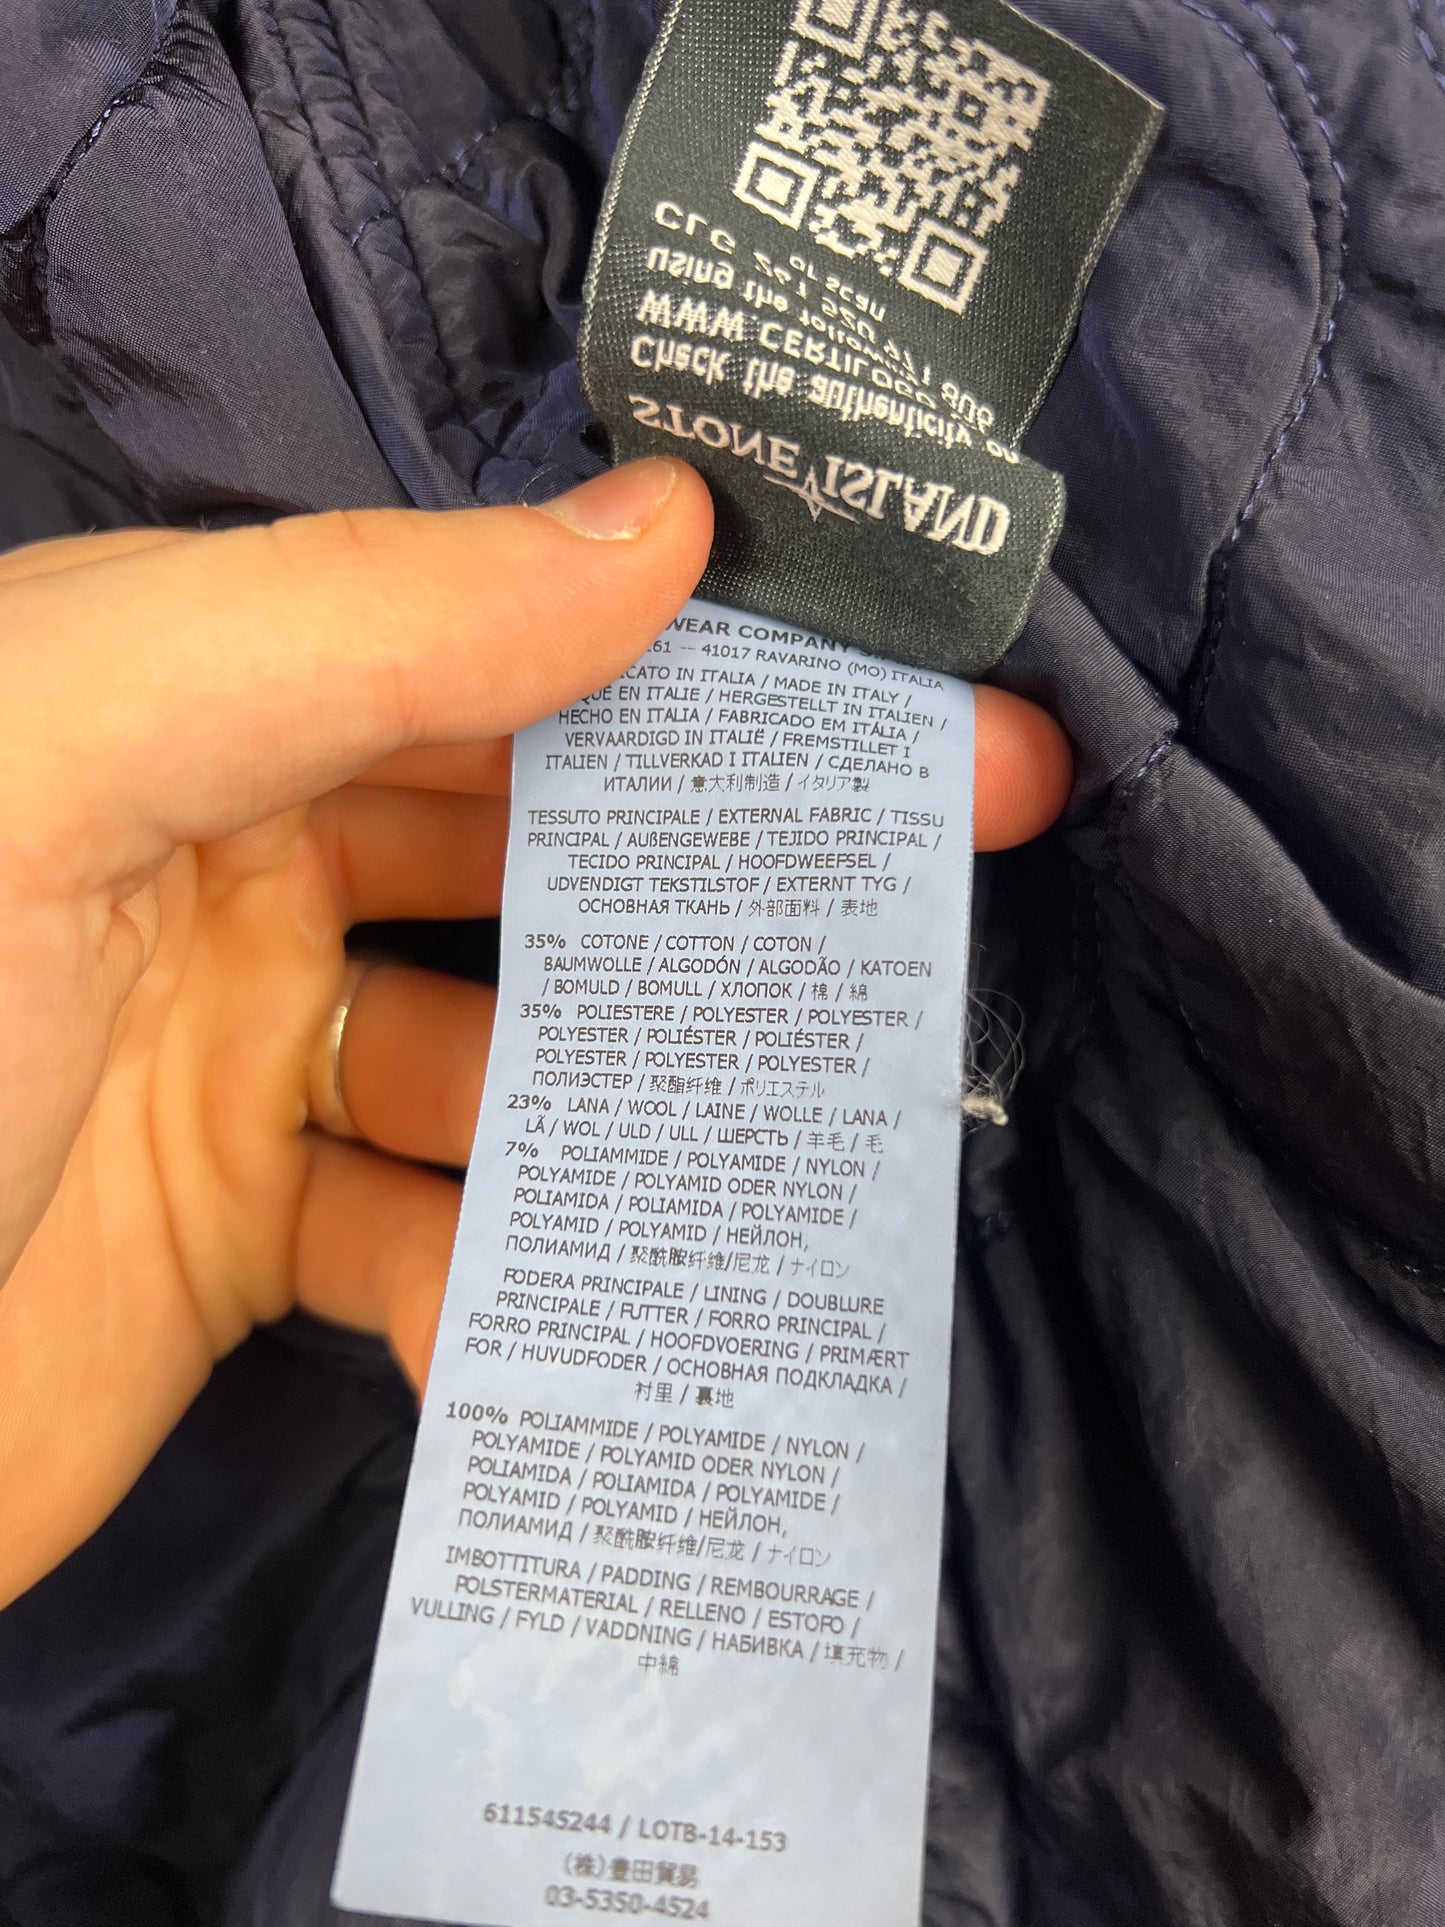 STONE ISLAND
Check the authenticity on
WWW.CERTILOGO
using the following
CLG
or scan
WEAR COMPANY
41017 RAVARINO (MO) ITALIA
CATO IN ITALIA / MADE IN ITALY /
QUÉ EN ITALIE / HERGESTELLT IN ITALIEN /
HECHO EN ITALIA / FABRICADO EM ITÁLIA /
VERVAARDIGD IN ITALIË / FREMSTILLET I
ITALIEN / TILLVERKAD I ITALIEN / СДЕЛАНО В
ИТАЛИИ / 意大利制造 / イタリア製
TESSUTO PRINCIPALE / EXTERNAL FABRIC / TISSU
PRINCIPAL / AUßENGEWEBE / TEJIDO PRINCIPAL /
TECIDO PRINCIPAL / HOOFDWEEFSEL /
UDVENDIGT TEKSTILSTOF / EXTERNT TYG /
ОСНОВНАЯ ТКАНЬ / 外部面料 / 表地
35% COTONE / COTTON / COTON /
BAUMWOLLE / ALGODÓN / ALGODÃO / KATOEN
/ BOMULD / BOMULL / ХЛОПОК / 棉 / 綿
35% POLIESTERE / POLYESTER / POLYESTER /
POLYESTER / POLIÉSTER / POLIÉSTER /
POLYESTER / POLYESTER / POLYESTER /
ПОЛИЭСТЕР / 聚酯纤维 / ポリエステル
23% LANA / WOOL / LAINE / WOLLE / LANA /
LÃ / WOL / ULD / ULL / ШЕРСТЬ / 羊毛 / 毛
7% POLIAMMIDE / POLYAMIDE / NYLON /
POLYAMIDE / POLYAMID ODER NYLON /
POLIAMIDA / POLIAMIDA / POLYAMIDE /
POLYAMID / POLYAMID / НЕЙЛОН,
ПОЛИАМИД / 聚酰胺纤维/尼龙 / ナイロン
FODERA PRINCIPALE / LINING / DOUBLURE
PRINCIPALE / FUTTER / FORRO PRINCIPAL /
FORRO PRINCIPAL / HOOFDVOERING / PRIMÆRT
FOR / HUVUDFODER / ОСНОВНАЯ ПОДКЛАДКА /
衬里 / 裏地
100% POLIAMMIDE / POLYAMIDE / NYLON /
POLYAMIDE / POLYAMID ODER NYLON /
POLIAMIDA / POLIAMIDA / POLYAMIDE /
POLYAMID / POLYAMID / НЕЙЛОН,
ПОЛИАМИД / 聚酰胺纤维/尼龙 / ナイロン
IMBOTTITURA / PADDING / REMBOURRAGE /
POLSTERMATERIAL / RELLENO / ESTOFO /
VULLING / FYLD / VADDNING / НАБИВКА / 填充物 /
中綿
611545244 / LOTB-14-153
(株)豊田貿易
03-5350-4524